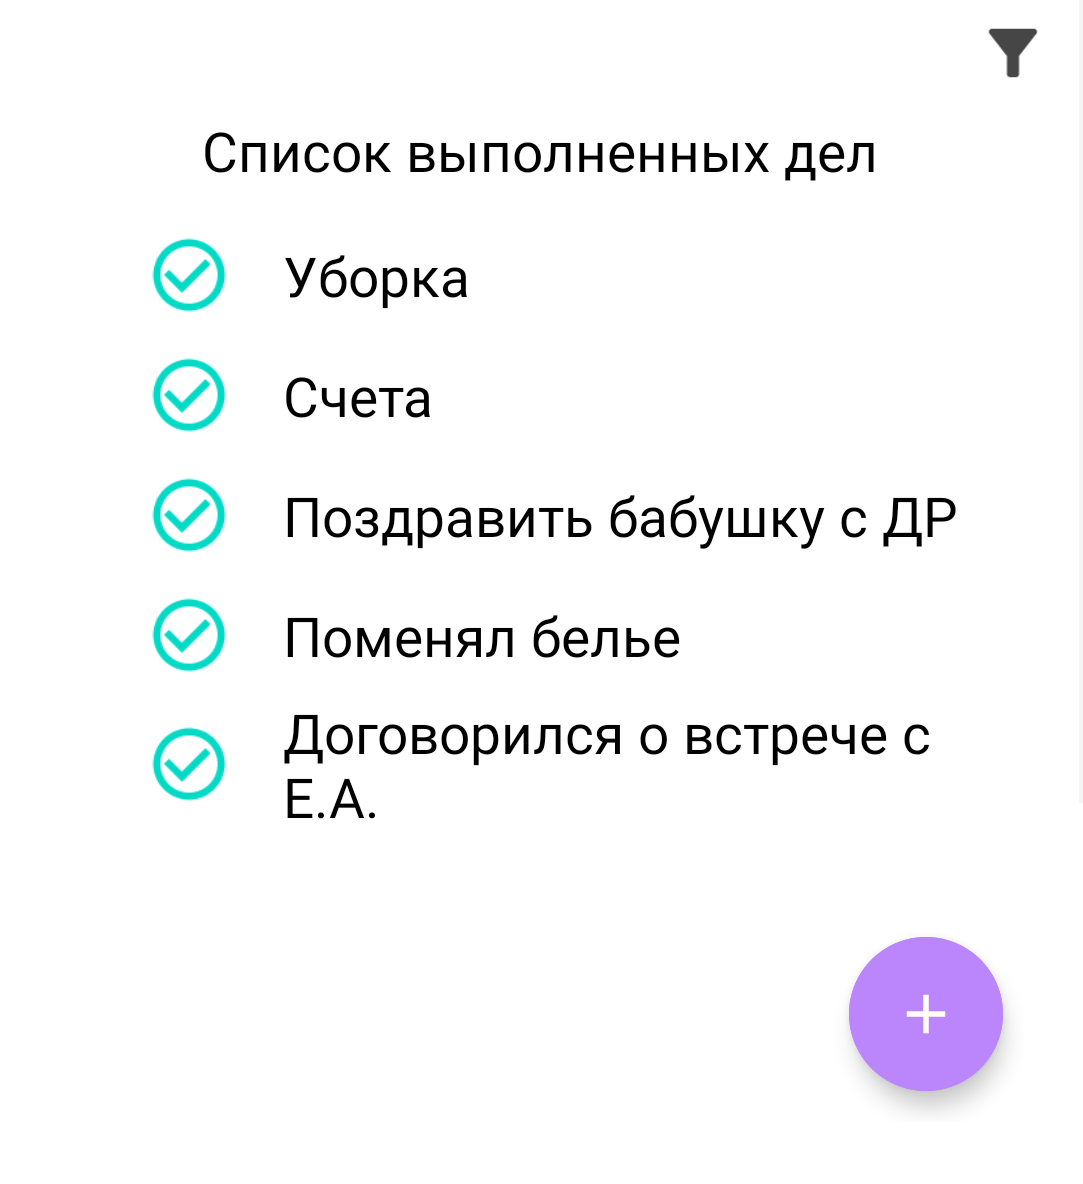 Список выполненных дел
Уборка
Счета
Поздравить бабушку с ДР
Поменял белье
Договорился о встрече с
Е.А.